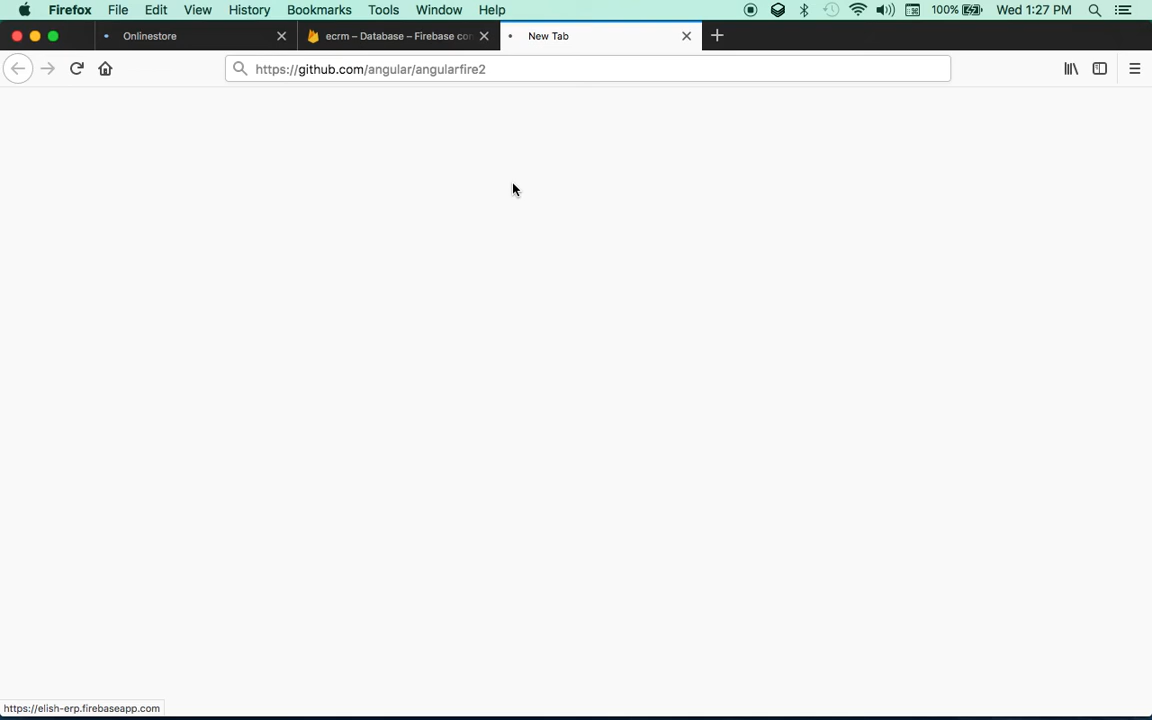 Firefox File Edit View History Bookmarks Tools Window Help 100% Wed 1:27 PM
Onlinestore ecrm – Database – Firebase con New Tab
https://github.com/angular/angularfire2
https://elish-erp.firebaseapp.com